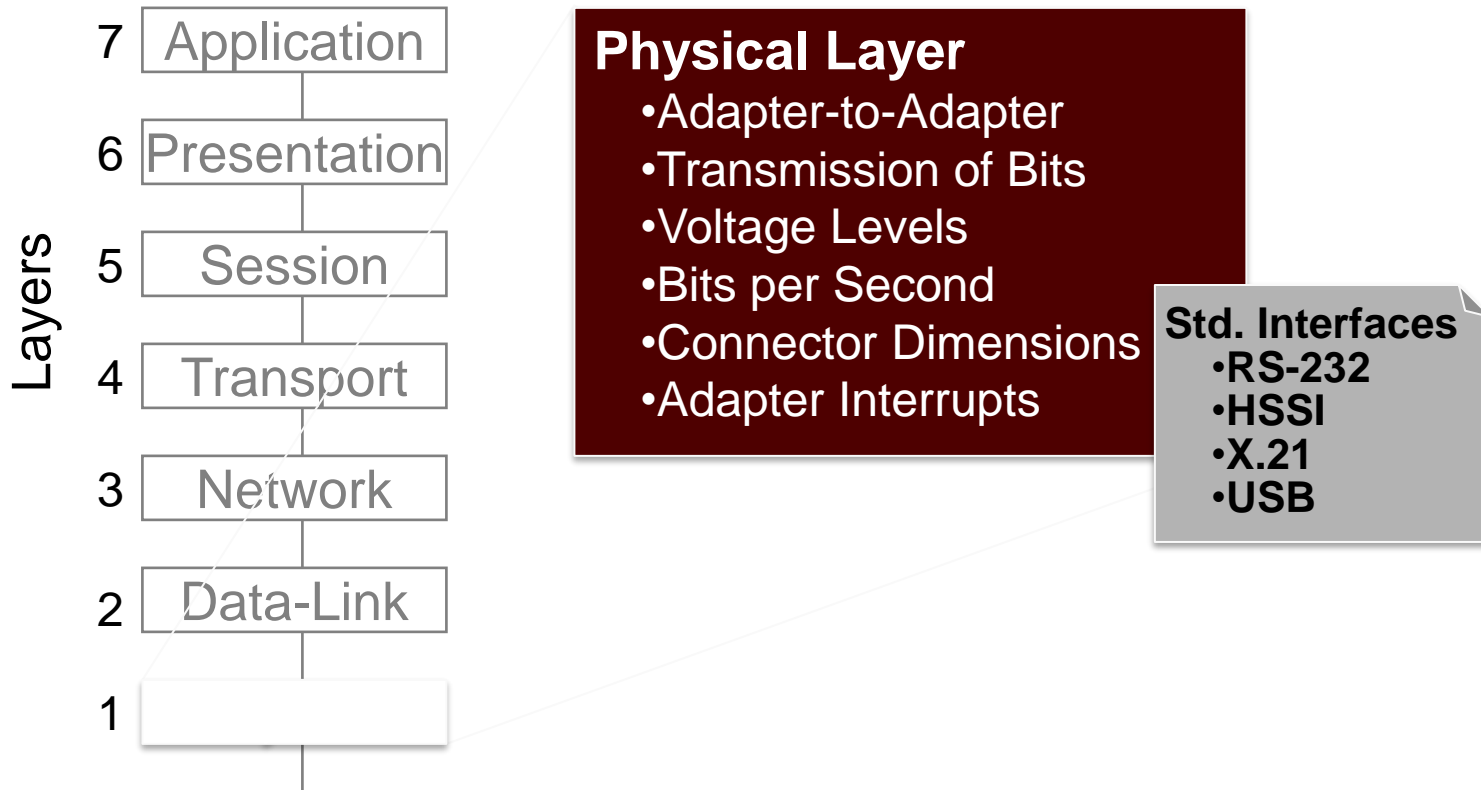 Layers
7 Application
6 Presentation
5 Session
4 Transport
3 Network
2 Data-Link
1
Physical Layer
•Adapter-to-Adapter
•Transmission of Bits
•Voltage Levels
•Bits per Second
•Connector Dimensions
•Adapter Interrupts
Std. Interfaces
•RS-232
•HSSI
•X.21
•USB